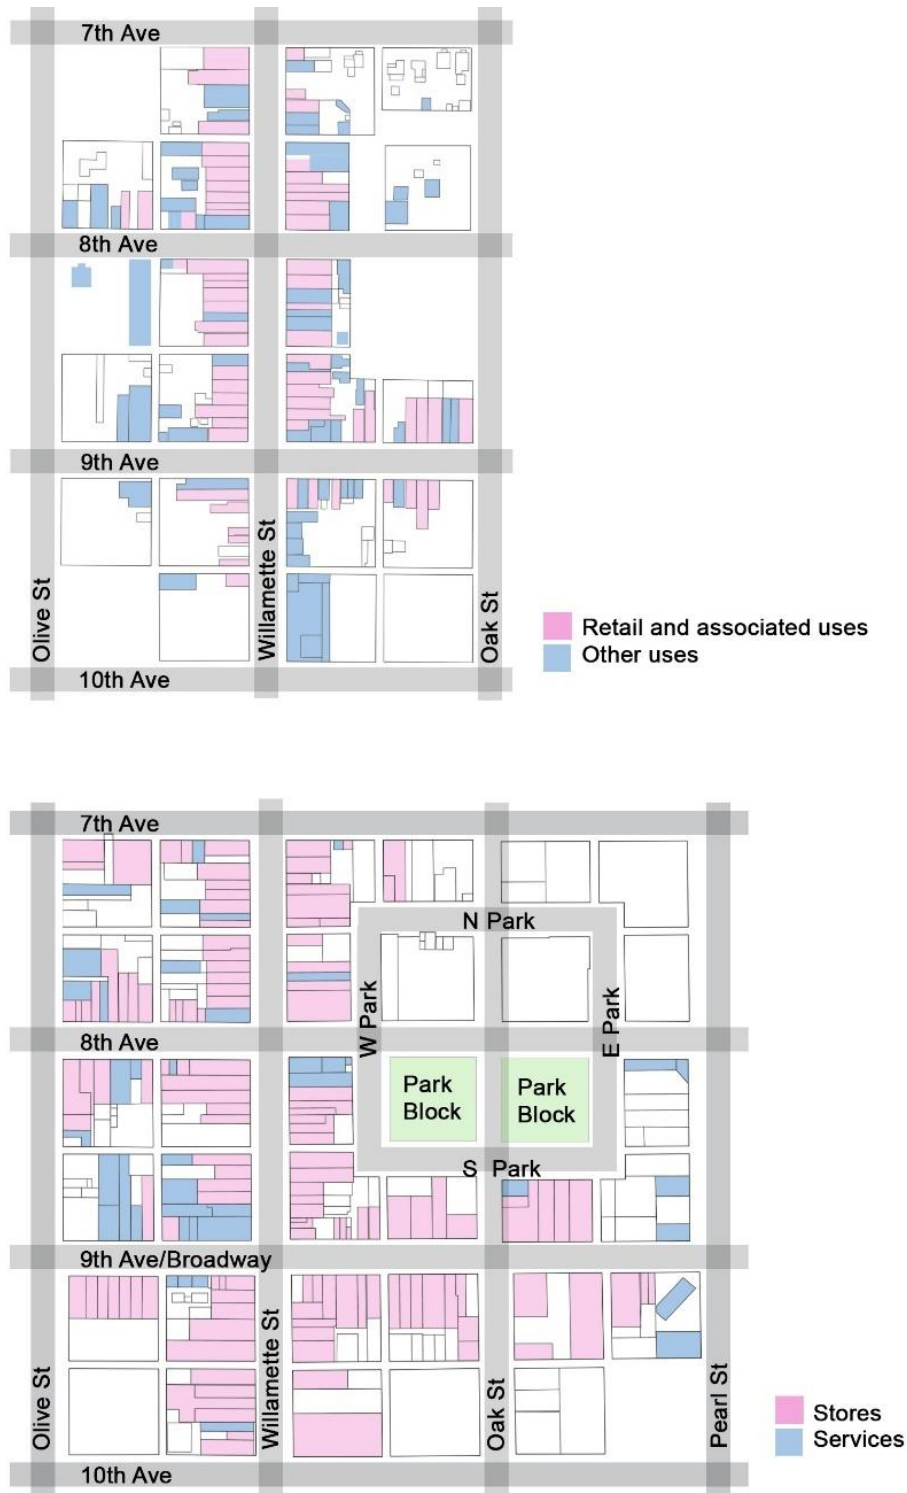 7th Ave
8th Ave
9th Ave
Olive St
Willamette St
Oak St
10th Ave
Retail and associated uses
Other uses
7th Ave
N Park
W Park
E Park
8th Ave
Park
Block
Park
Block
S Park
9th Ave/Broadway
Olive St
Willamette St
Oak St
Pearl St
10th Ave
Stores
Services